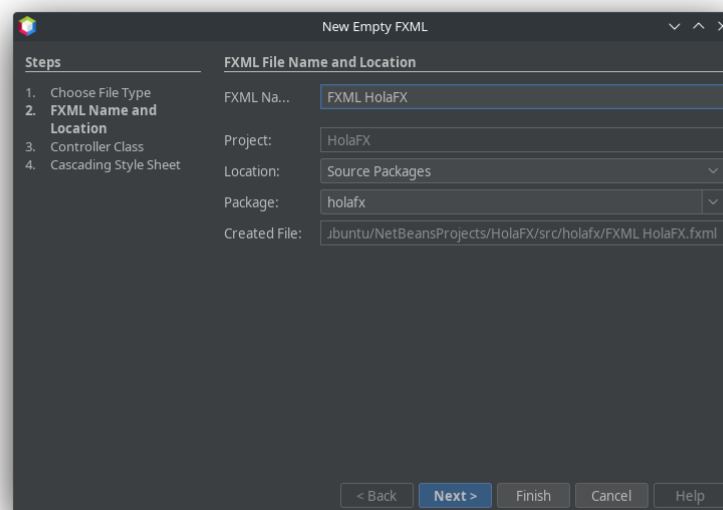 New Empty FXML
Steps
1. Choose File Type
2. FXML Name and
Location
3. Controller Class
4. Cascading Style Sheet
FXML File Name and Location
FXML Na... FXML HolaFX
Project: HolaFX
Location: Source Packages
Package: holafx
Created File: ubuntu/NetBeansProjects/HolaFX/src/holafx/FXML HolaFX.fxml
< Back Next > Finish Cancel Help